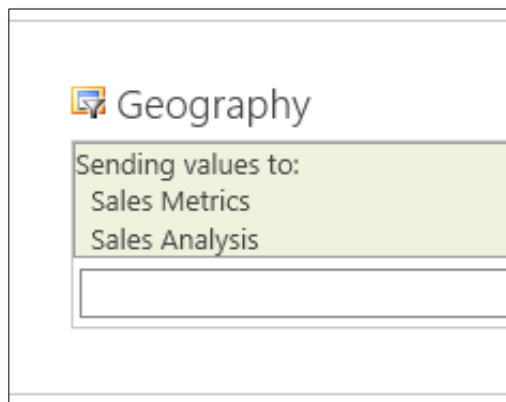 Geography
Sending values to:
Sales Metrics
Sales Analysis